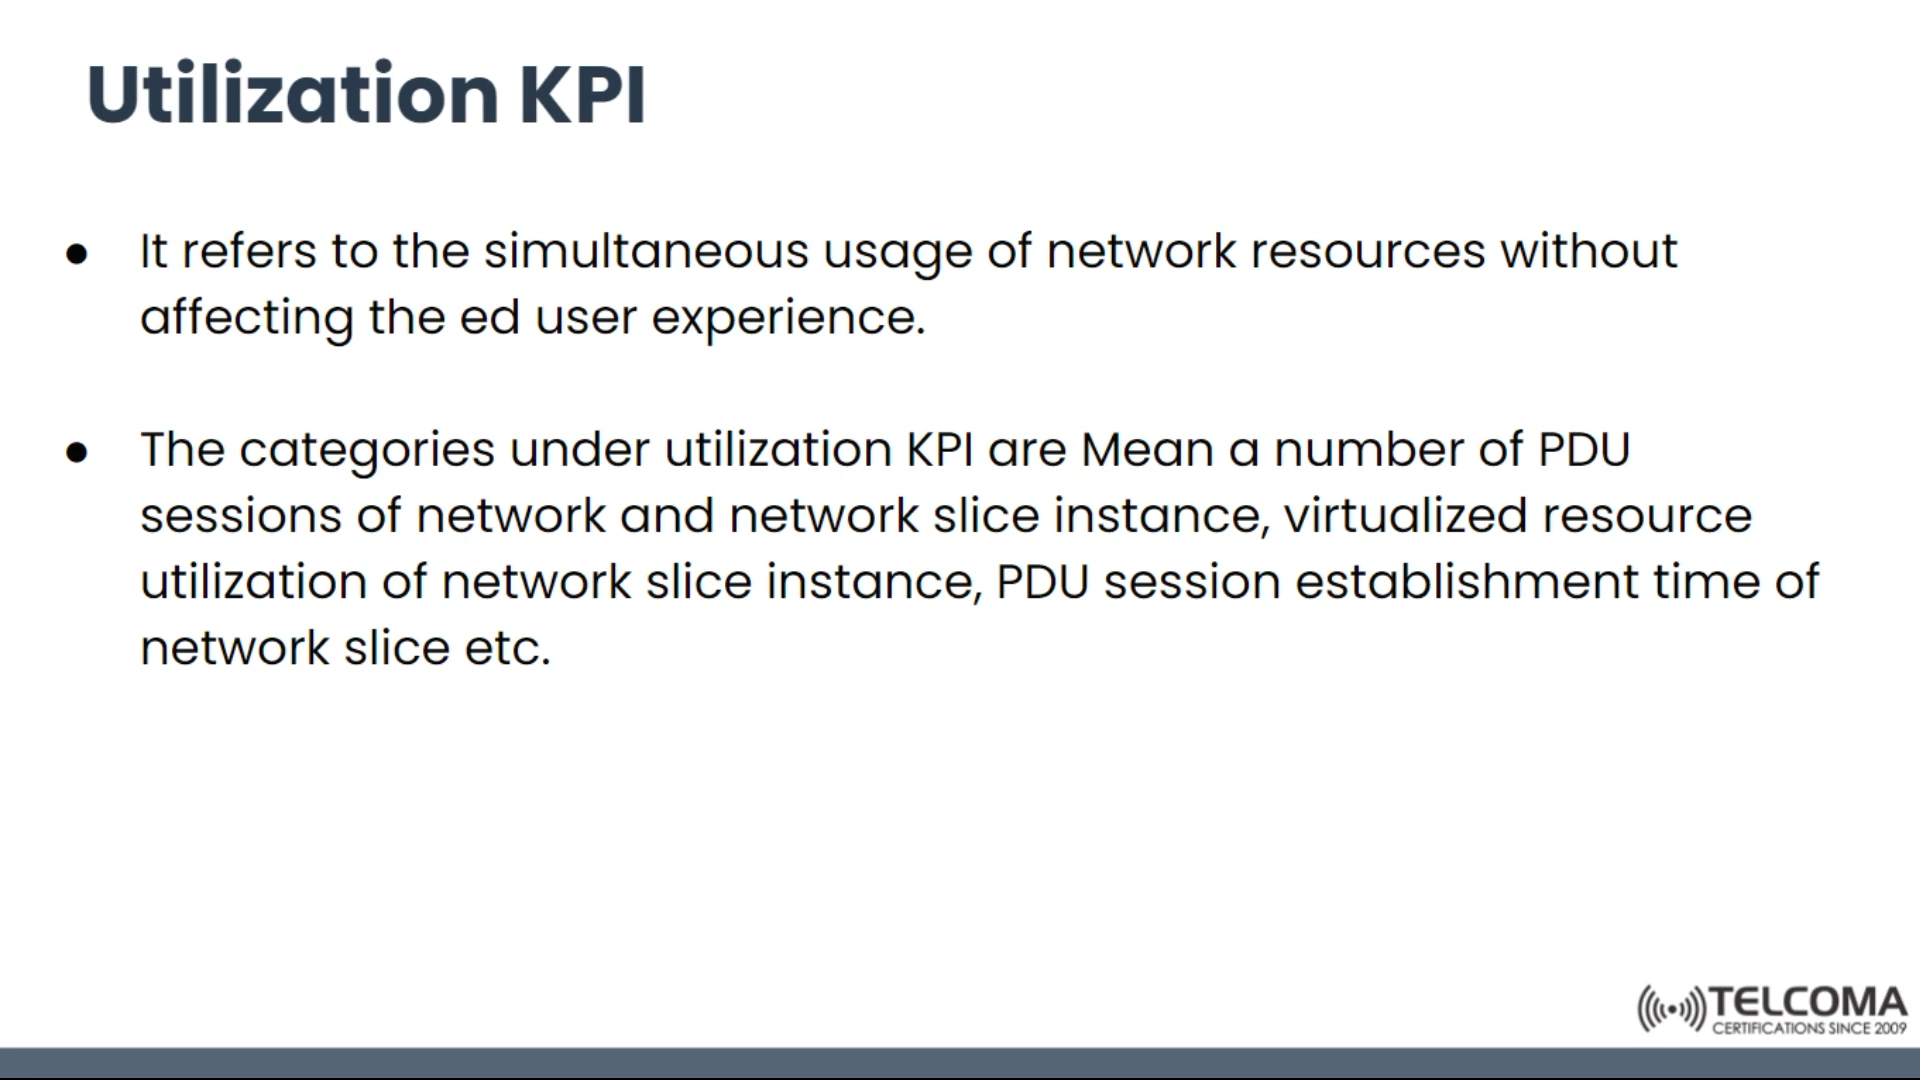 Utilization KPI
● It refers to the simultaneous usage of network resources without
affecting the ed user experience.
● The categories under utilization KPI are Mean a number of PDU
sessions of network and network slice instance, virtualized resource
utilization of network slice instance, PDU session establishment time of
network slice etc.
TELCOMA
CERTIFICATIONS SINCE 2009